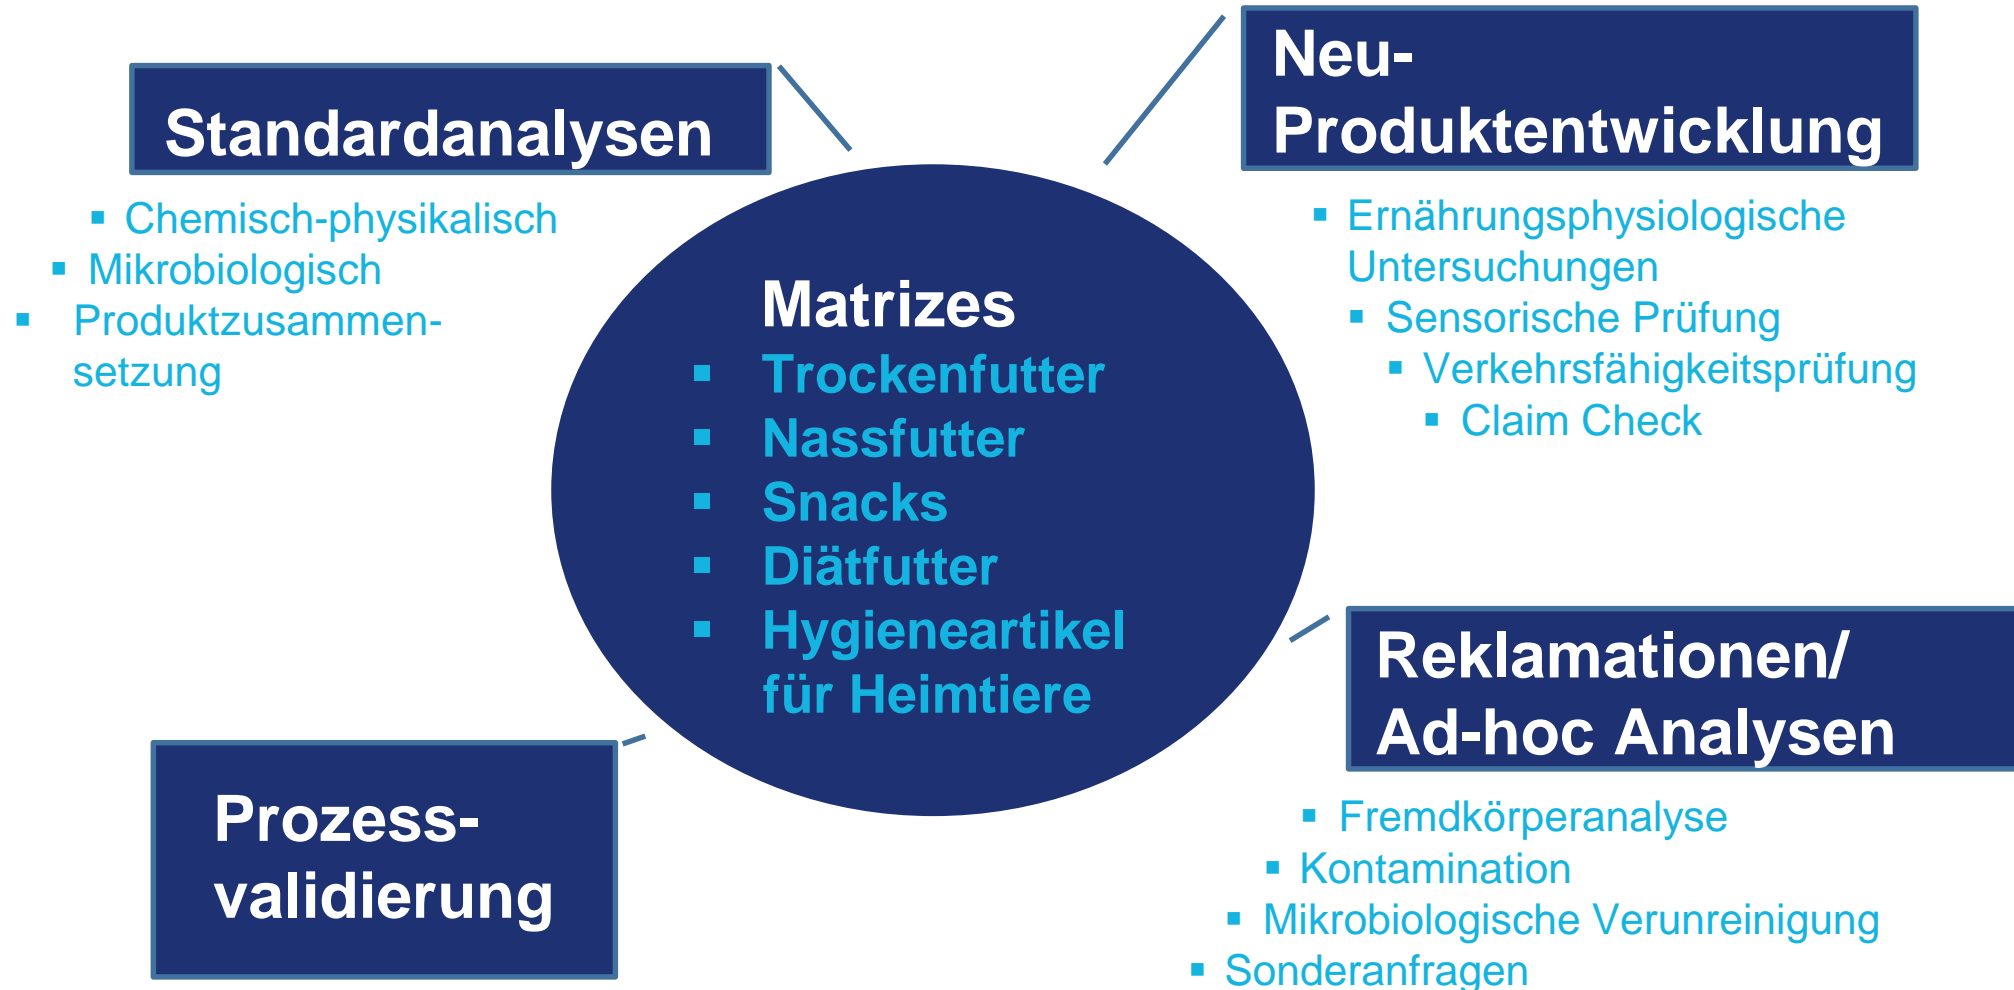 Standardanalysen
▪ Chemisch-physikalisch
▪ Mikrobiologisch
▪ Produktzusammen-
setzung
Neu-
Produktentwicklung
▪ Ernährungsphysiologische
Untersuchungen
▪ Sensorische Prüfung
▪ Verkehrsfähigkeitsprüfung
▪ Claim Check
Matrizes
▪ Trockenfutter
▪ Nassfutter
▪ Snacks
▪ Diätfutter
▪ Hygieneartikel
für Heimtiere
Prozess-
validierung
Reklamationen/
Ad-hoc Analysen
▪ Fremdkörperanalyse
▪ Kontamination
▪ Mikrobiologische Verunreinigung
▪ Sonderanfragen